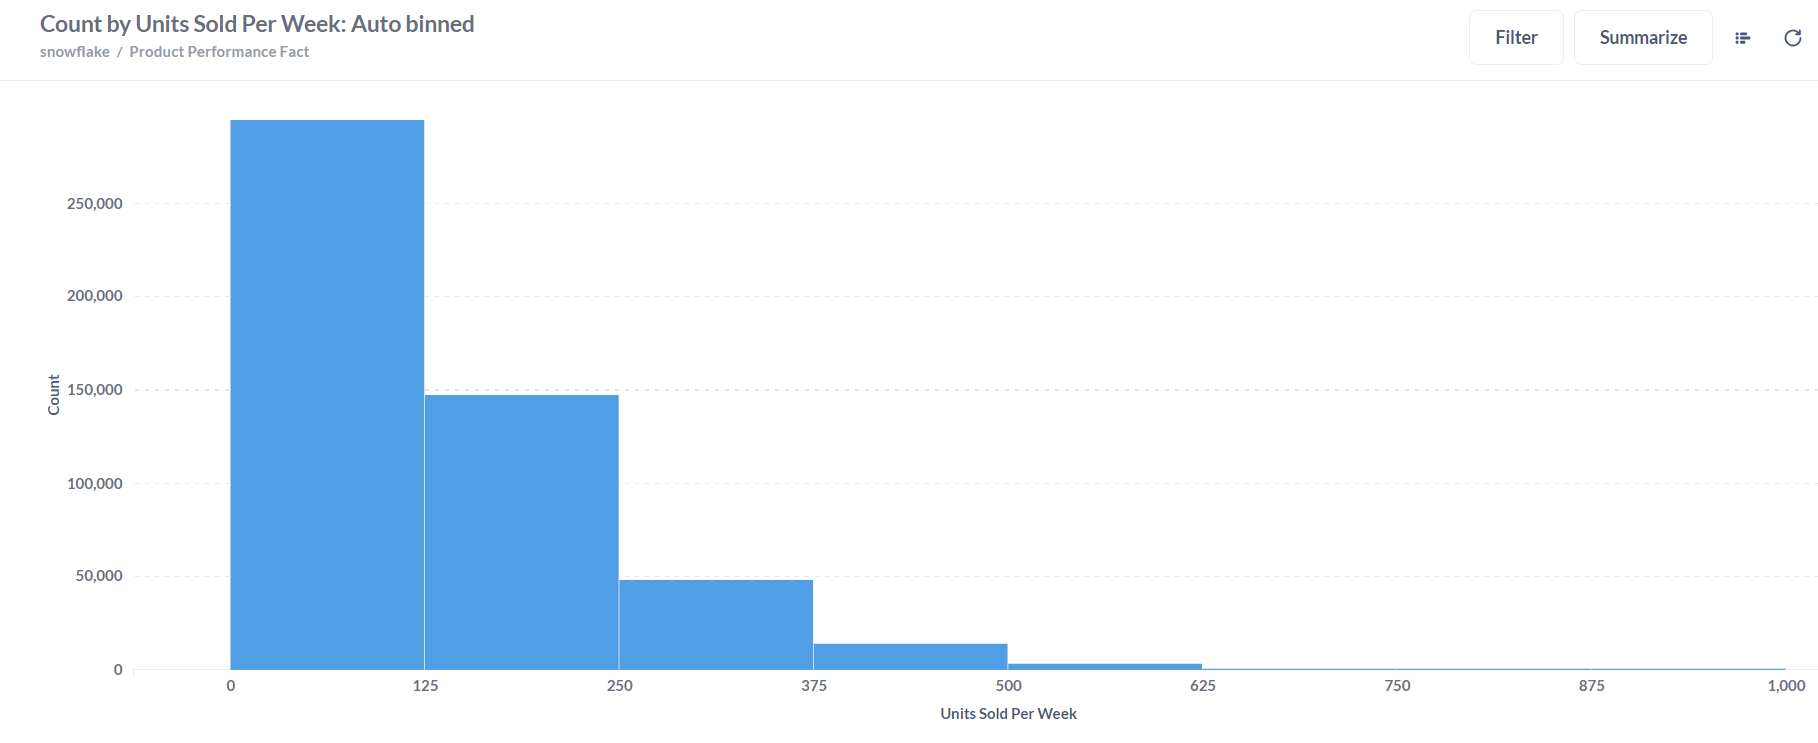 Count by Units Sold Per Week: Auto binned
snowflake / Product Performance Fact
Filter
Summarize
Count
250,000
200,000
150,000
100,000
50,000
0
0 125 250 375 500 625 750 875 1,000
Units Sold Per Week